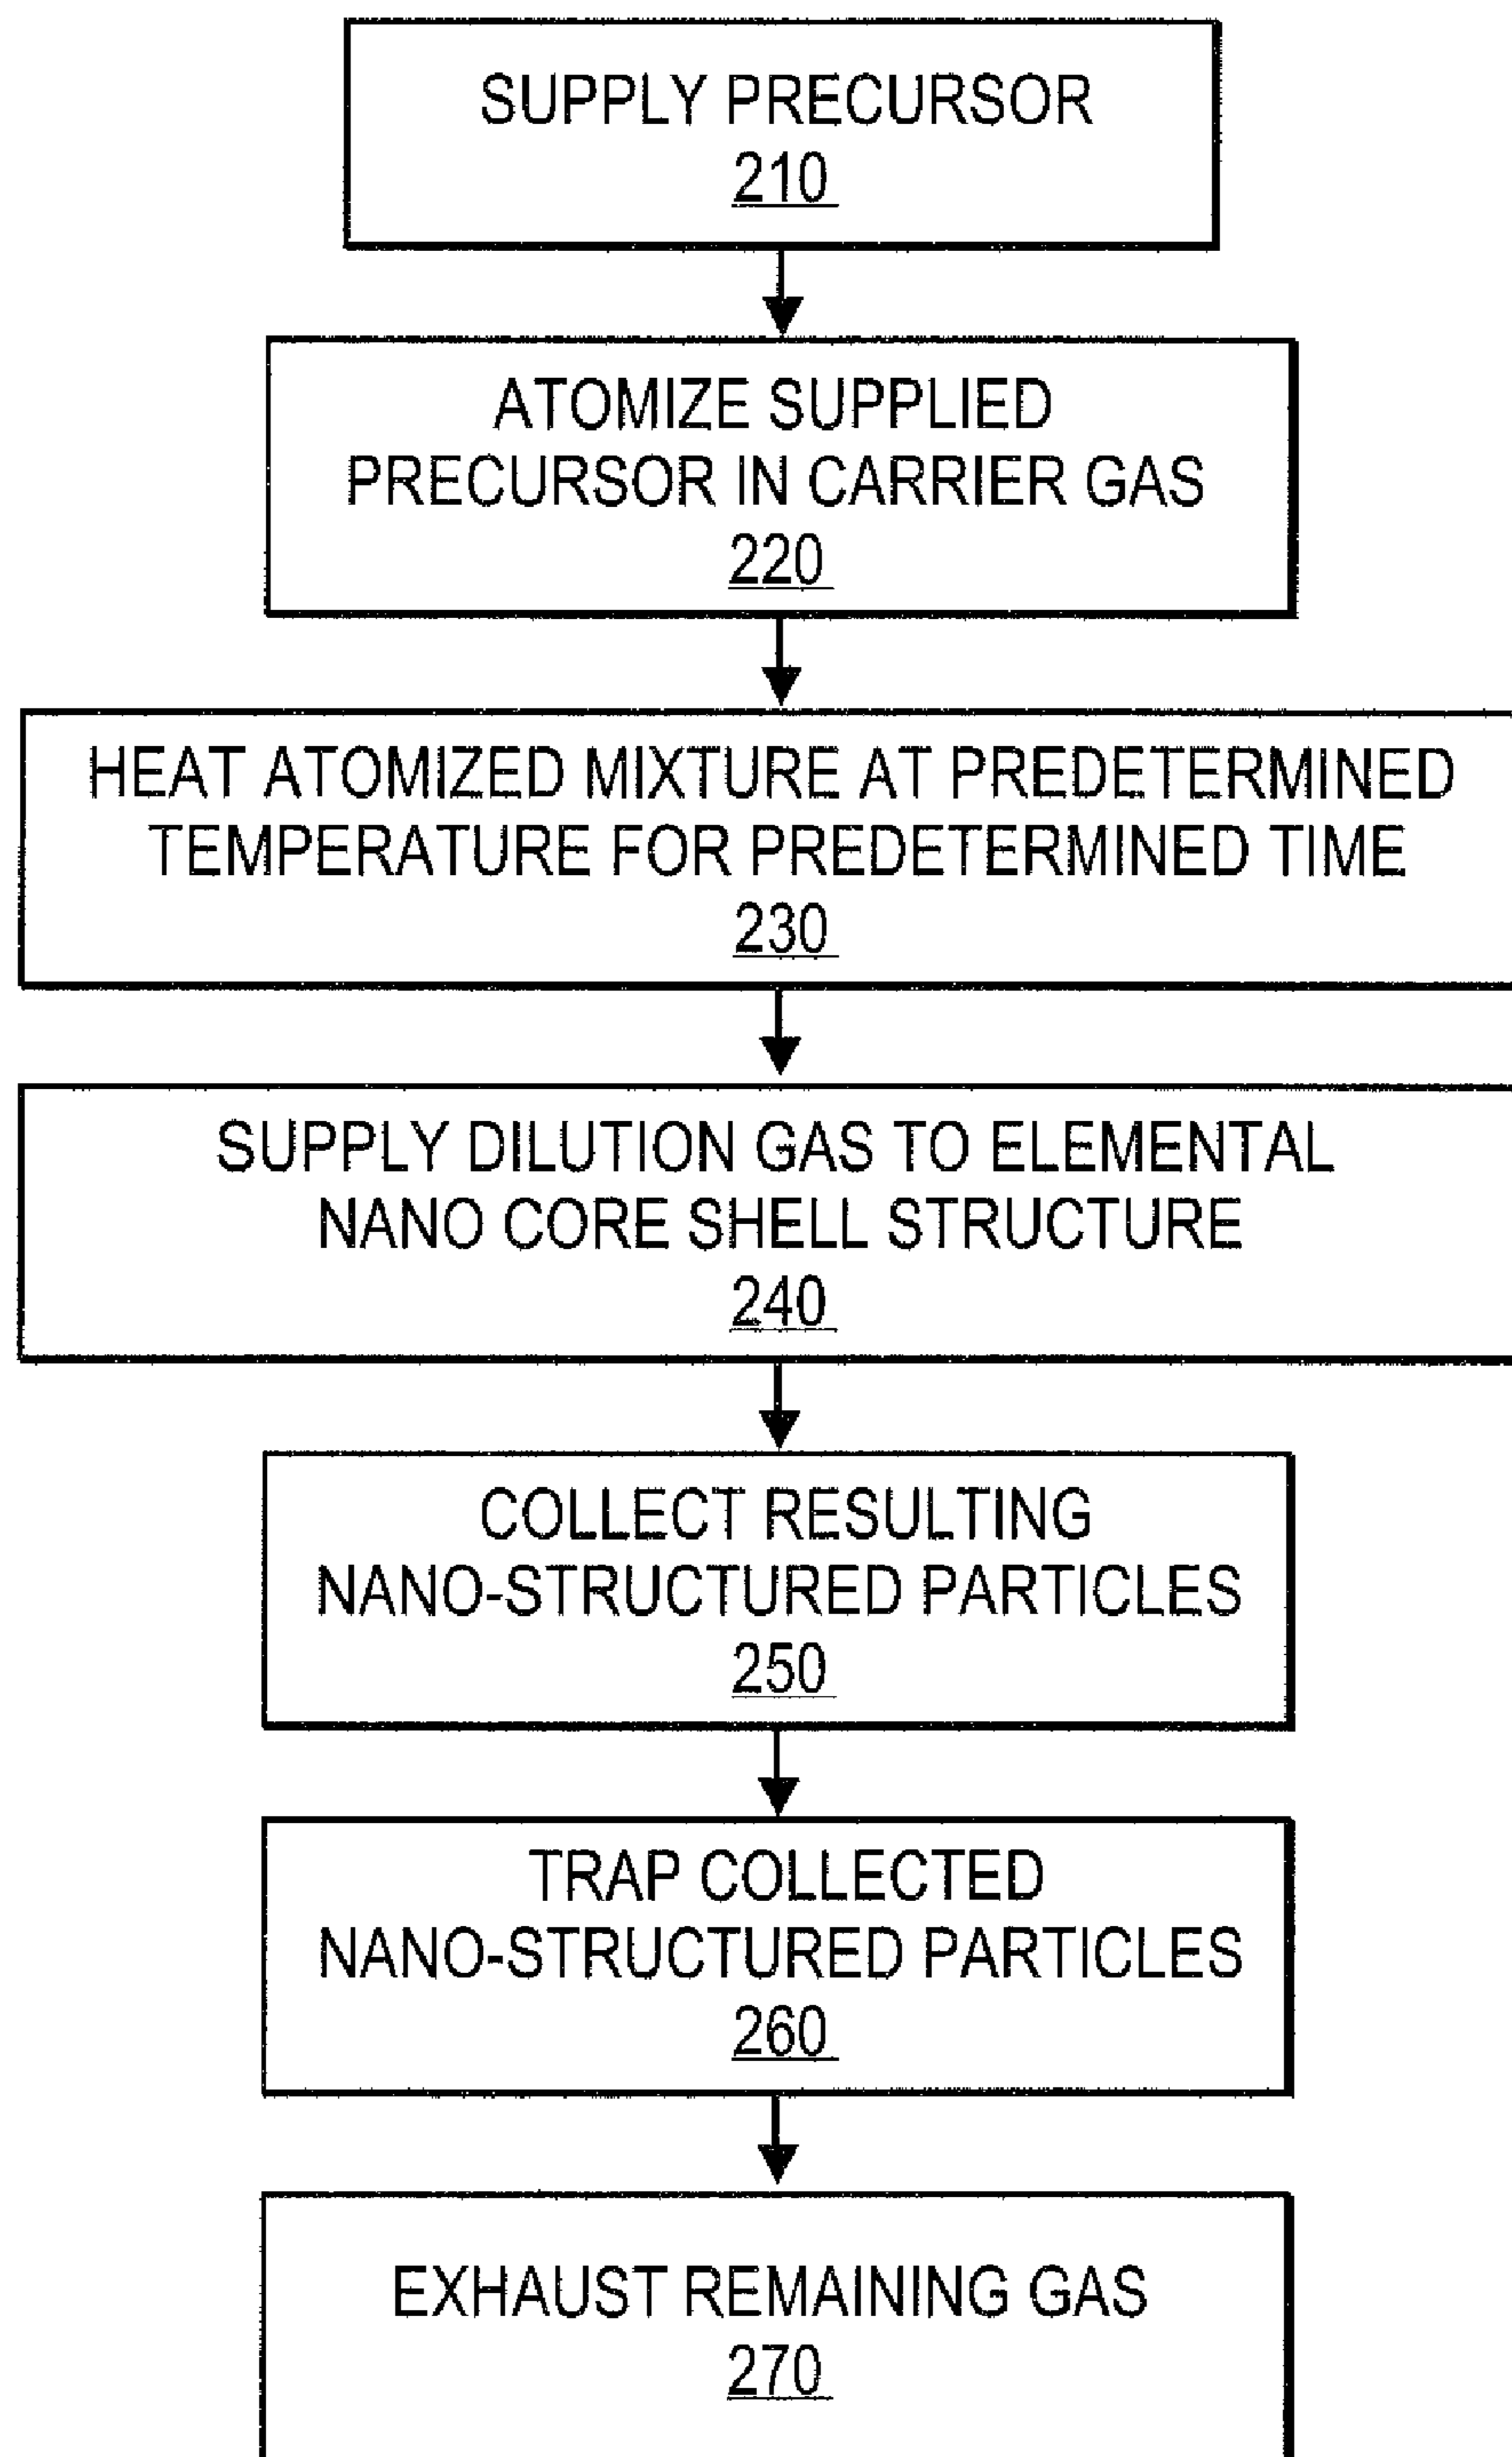 SUPPLY PRECURSOR
210
ATOMIZE SUPPLIED
PRECURSOR IN CARRIER GAS
220
HEAT ATOMIZED MIXTURE AT PREDETERMINED
TEMPERATURE FOR PREDETERMINED TIME
230
SUPPLY DILUTION GAS TO ELEMENTAL
NANO CORE SHELL STRUCTURE
240
COLLECT RESULTING
NANO-STRUCTURED PARTICLES
250
TRAP COLLECTED
NANO-STRUCTURED PARTICLES
260
EXHAUST REMAINING GAS
270